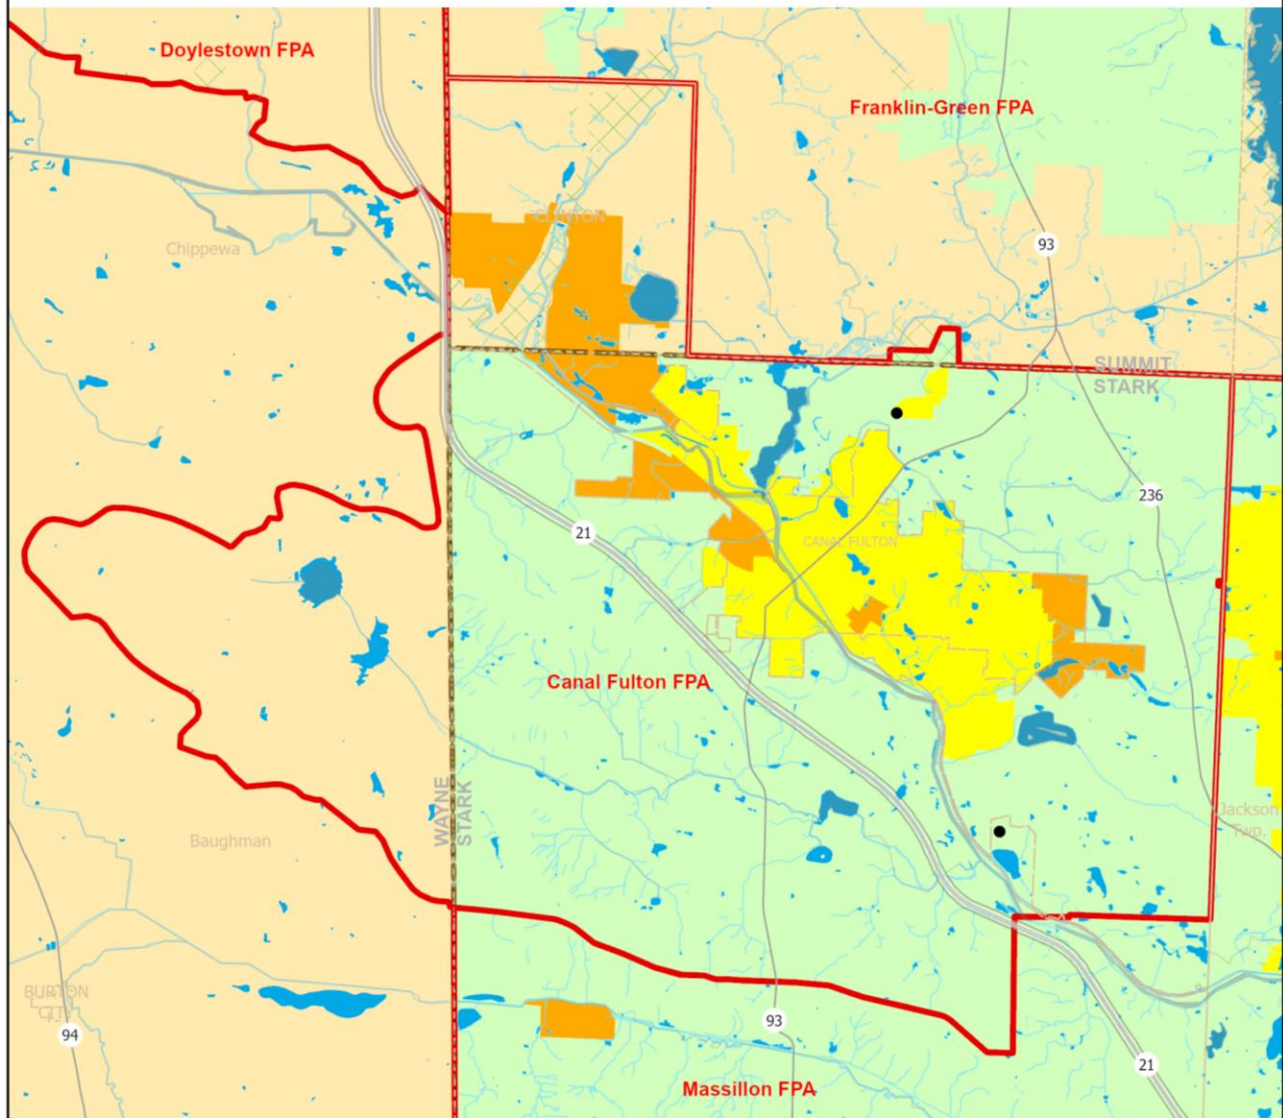 Doylestown FPA
Franklin-Green FPA
CLINTON
Chippewa
93
SUMMIT
STARK
236
21
CANAL FULTON
Canal Fulton FPA
WAYNE
STARK
Jackson
Twp.
Baughman
BURTON
CITY
94
93
21
Massillon FPA